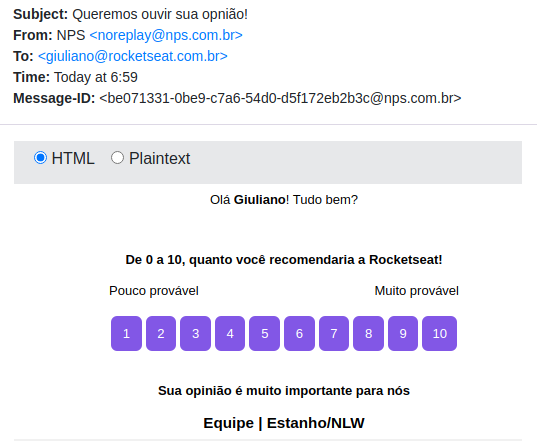 Subject: Queremos ouvir sua opnião!
From: NPS <noreplay@nps.com.br>
To: <giuliano@rocketseat.com.br>
Time: Today at 6:59
Message-ID: <be071331-0be9-c7a6-54d0-d5f172eb2b3c@nps.com.br>
HTML Plaintext
Olá Giuliano! Tudo bem?
De 0 a 10, quanto você recomendaria a Rocketseat!
Pouco provável Muito provável
1 2 3 4 5 6 7 8 9 10
Sua opinião é muito importante para nós
Equipe | Estanho/NLW